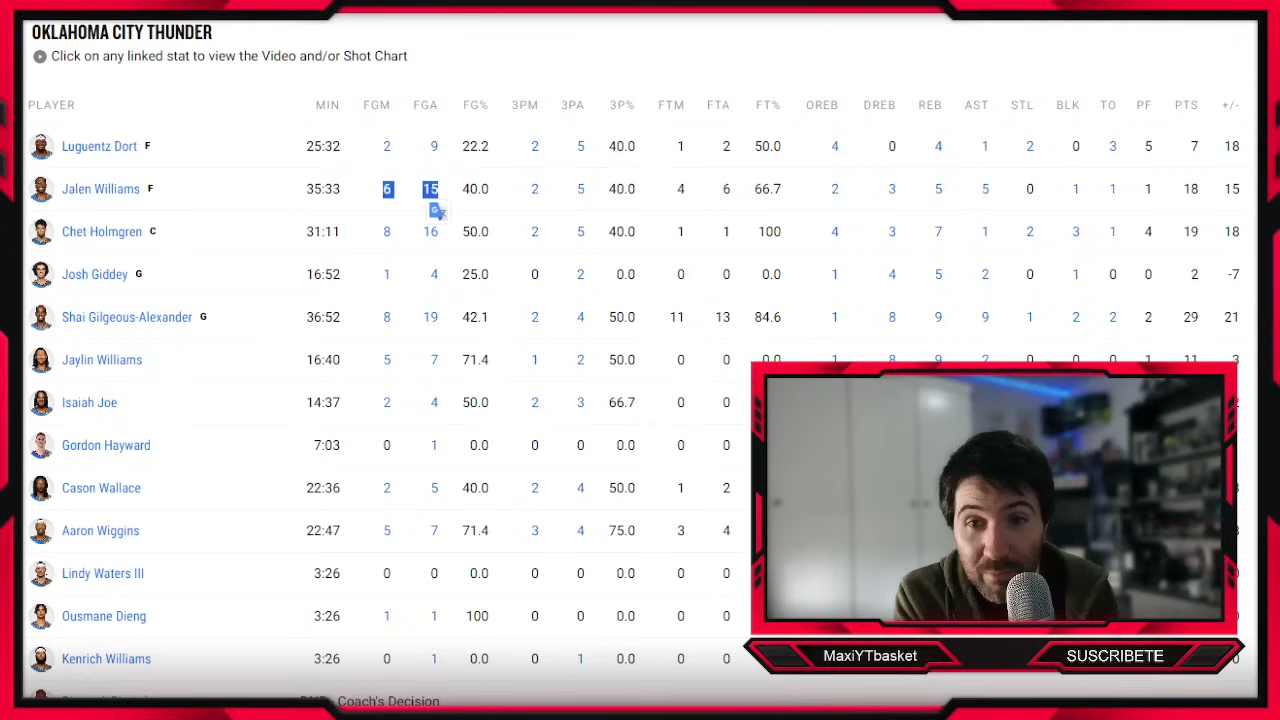 OKLAHOMA CITY THUNDER
Click on any linked stat to view the Video and/or Shot Chart
PLAYER MIN FGM FGA FG% 3PM 3PA 3P% FTM FTA FT% OREB DREB REB AST STL BLK TO PF PTS +/-
Luguentz Dort F 25:32 2 9 22.2 2 5 40.0 1 2 50.0 4 0 4 1 2 0 3 5 7 18
Jalen Williams F 35:33 6 15 40.0 2 5 40.0 4 6 66.7 2 3 5 5 0 1 1 1 18 15
Chet Holmgren C 31:11 8 16 50.0 2 5 40.0 1 1 100 4 3 7 1 2 3 1 4 19 18
Josh Giddey G 16:52 1 4 25.0 0 2 0.0 0 0 0.0 1 4 5 2 0 1 0 0 2 -7
Shai Gilgeous-Alexander G 36:52 8 19 42.1 2 4 50.0 11 13 84.6 1 8 9 9 1 2 2 2 29 21
Jaylin Williams 16:40 5 7 71.4 1 2 50.0 0 0 0.0 1 8 9 2 0 0 0 1 11 3
Isaiah Joe 14:37 2 4 50.0 2 3 66.7 0 0
Gordon Hayward 7:03 0 1 0.0 0 0 0.0 0 0
Cason Wallace 22:36 2 5 40.0 2 4 50.0 1 2
Aaron Wiggins 22:47 5 7 71.4 3 4 75.0 3 4
Lindy Waters III 3:26 0 0 0.0 0 0 0.0 0 0
Ousmane Dieng 3:26 1 1 100 0 0 0.0 0 0
Kenrich Williams 3:26 0 1 0.0 0 1 0.0 0 0
Coach's Decision
MaxiYTbasket
SUSCRIBETE